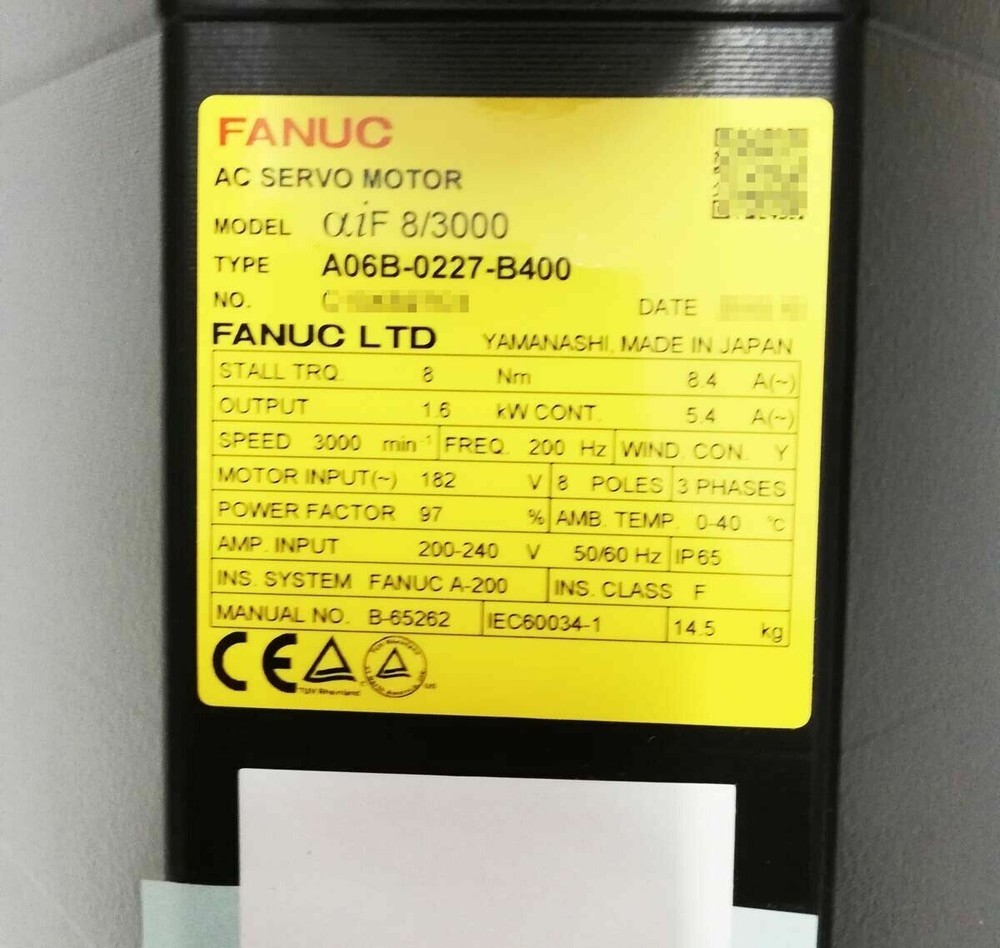 FANUC
AC SERVO MOTOR
MODEL αiF 8/3000
TYPE A06B-0227-B400
NO.
DATE
FANUC LTD YAMANASHI, MADE IN JAPAN
STALL TRQ. 8 Nm 8.4 A(~)
OUTPUT 1.6 kW CONT. 5.4 A(~)
SPEED 3000 min⁻¹ FREQ. 200 Hz WIND. CON. Y
MOTOR INPUT(~) 182 V 8 POLES 3 PHASES
POWER FACTOR 97 % AMB. TEMP. 0-40 °C
AMP. INPUT 200-240 V 50/60 Hz IP65
INS. SYSTEM FANUC A-200 INS. CLASS F
MANUAL NO. B-65262 IEC60034-1 14.5 kg
CE
TÜV Rheinland